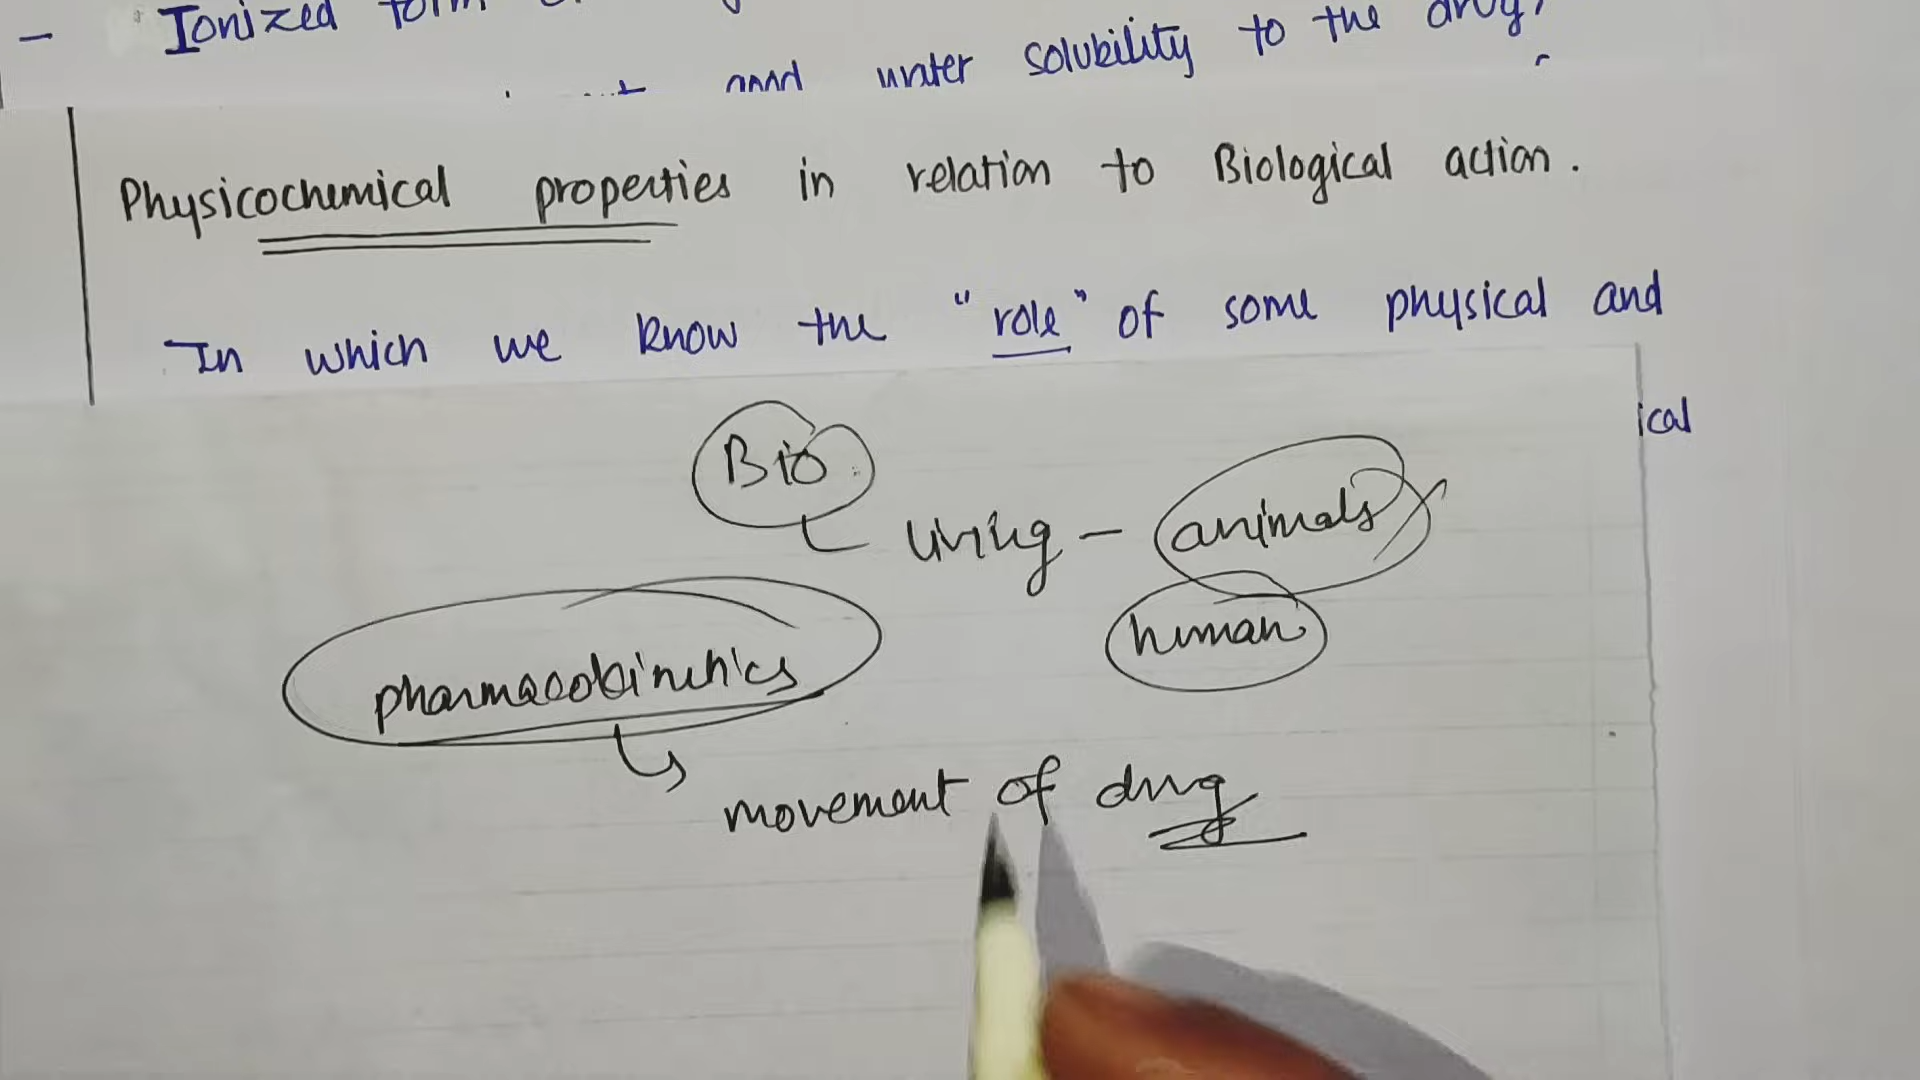 - Ionized form
water solubility to the drug.
Physicochemical properties in relation to Biological action.
In which we know the "role" of some physical and
ical
Bio
living - animals
human
pharmacokinetics
movement of drug